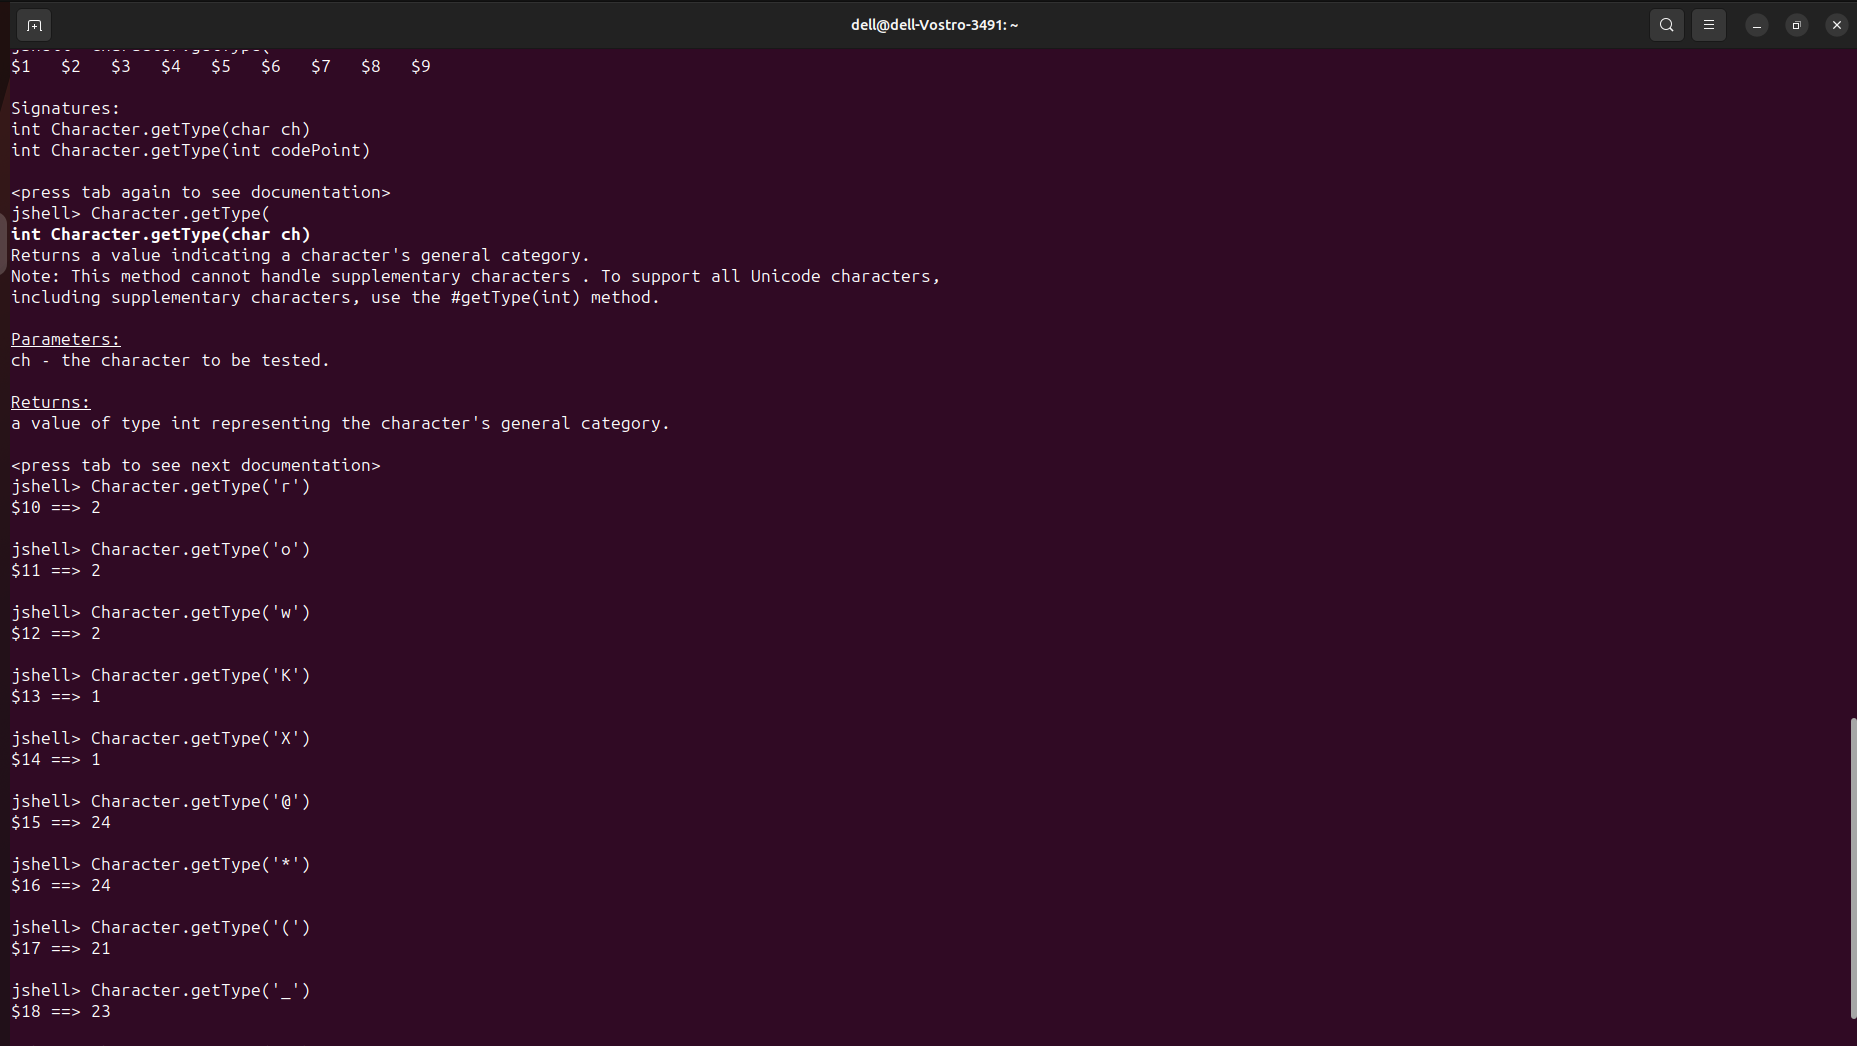 dell@dell-Vostro-3491: ~
jshell> Character.getType(
$1   $2   $3   $4   $5   $6   $7   $8   $9
Signatures:
int Character.getType(char ch)
int Character.getType(int codePoint)
<press tab again to see documentation>
jshell> Character.getType(
int Character.getType(char ch)
Returns a value indicating a character's general category.
Note: This method cannot handle supplementary characters . To support all Unicode characters,
including supplementary characters, use the #getType(int) method.
Parameters:
ch - the character to be tested.
Returns:
a value of type int representing the character's general category.
<press tab to see next documentation>
jshell> Character.getType('r')
$10 ==> 2
jshell> Character.getType('o')
$11 ==> 2
jshell> Character.getType('w')
$12 ==> 2
jshell> Character.getType('K')
$13 ==> 1
jshell> Character.getType('X')
$14 ==> 1
jshell> Character.getType('@')
$15 ==> 24
jshell> Character.getType('*')
$16 ==> 24
jshell> Character.getType('(')
$17 ==> 21
jshell> Character.getType('_')
$18 ==> 23